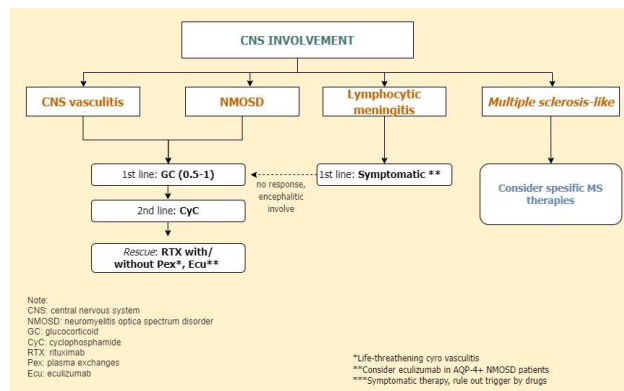 CNS INVOLVEMENT
CNS vasculitis
NMOSD
Lymphocytic
meningitis
Multiple sclerosis-like
1st line: GC (0.5-1)
no response,
encephalitic
involve
1st line: Symptomatic **
Consider spesific MS
therapies
2nd line: CyC
Rescue: RTX with/
without Pex*, Ecu**
Note:
CNS: central nervous system
NMOSD: neuromyelitis optica spectrum disorder
GC: glucocorticoid
CyC: cyclophosphamide
RTX: rituximab
Pex: plasma exchanges
Ecu: eculizumab
*Life-threathening cyro vasculitis
**Consider eculizumab in AQP-4+ NMOSD patients
***Symptomatic therapy, rule out trigger by drugs